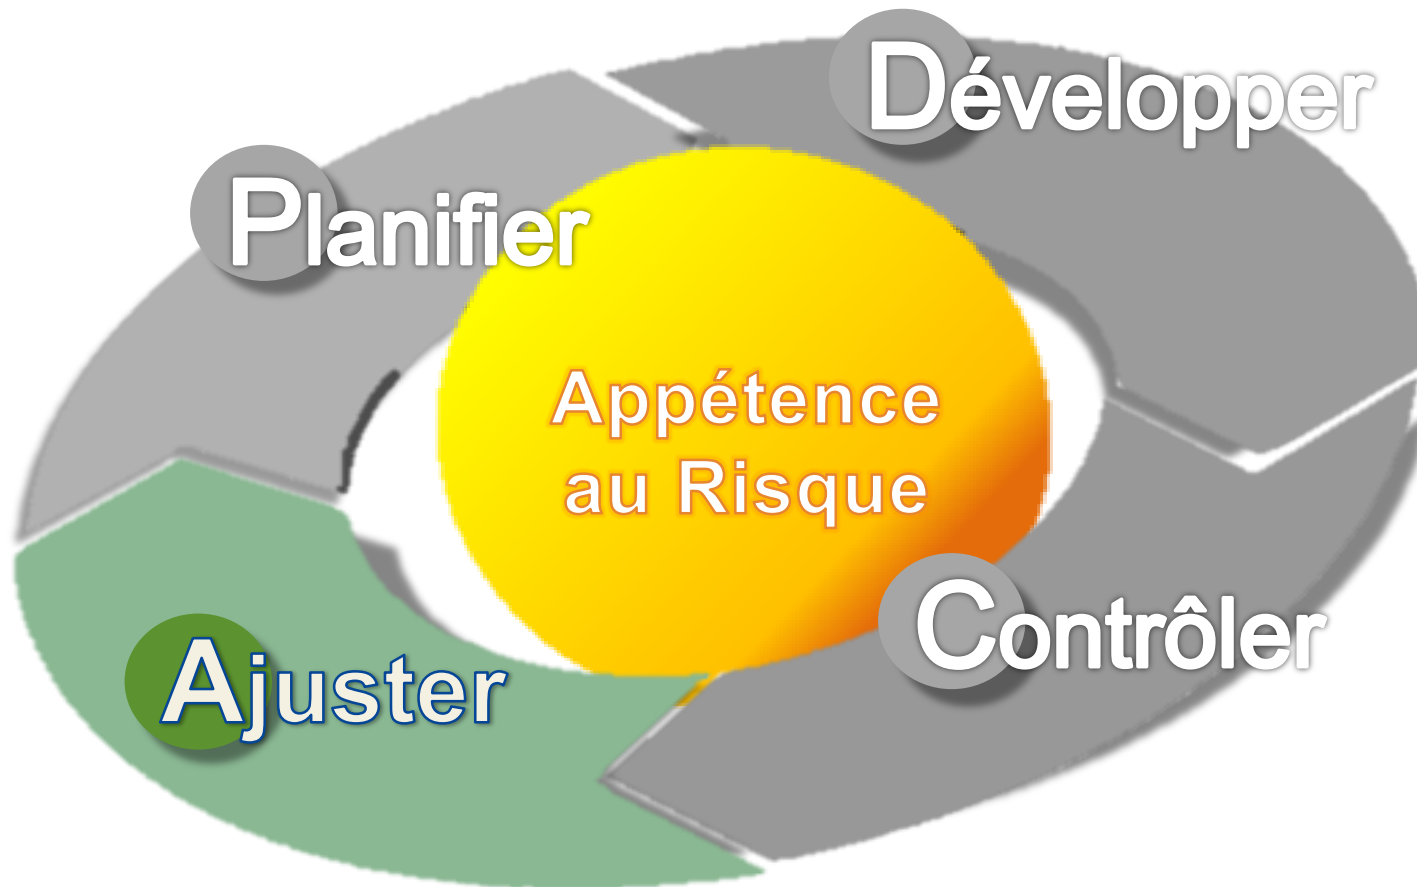 Développer
Planifier
Appétence
au Risque
Contrôler
Ajuster